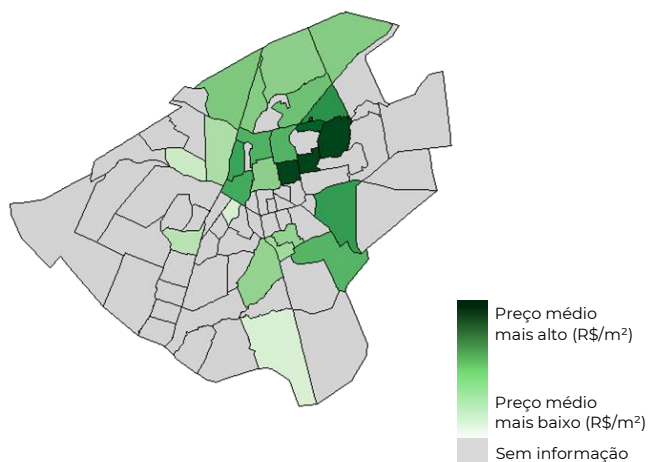 Preço médio
mais alto (R$/m²)
Preço médio
mais baixo (R$/m²)
Sem informação